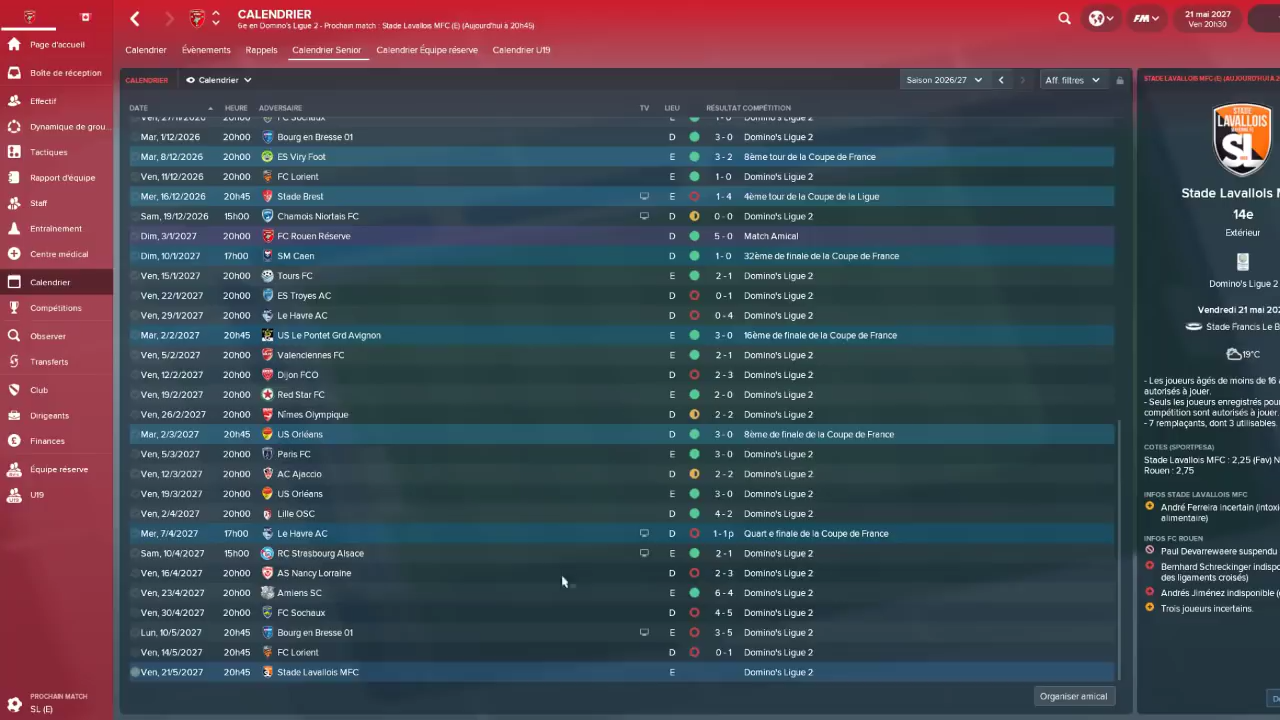 CALENDRIER
6e en Domino's Ligue 2 - Prochain match : Stade Lavallois MFC (E) (Aujourd'hui à 20h45)
FM
21 mai 2027
Ven 20h30
Page d'accueil
Boîte de réception
Effectif
Dynamique de grou...
Tactiques
Rapport d'équipe
Staff
Entraînement
Centre médical
Calendrier
Compétitions
Observer
Transferts
Club
Dirigeants
Finances
Équipe réserve
U19
PROCHAIN MATCH
SL (E)
Calendrier Évènements Rappels Calendrier Senior Calendrier Équipe réserve Calendrier U19
CALENDRIER Calendrier Saison 2026/27 Aff. filtres
DATE HEURE ADVERSAIRE TV LIEU RÉSULTAT COMPÉTITION
Ven, 27/11/2026 20h00 FC Sochaux E 1-0 Domino's Ligue 2
Mar, 1/12/2026 20h00 Bourg en Bresse 01 D 3-0 Domino's Ligue 2
Mar, 8/12/2026 20h00 ES Viry Foot E 3-2 8ème tour de la Coupe de France
Ven, 11/12/2026 20h00 FC Lorient E 1-0 Domino's Ligue 2
Mer, 16/12/2026 20h45 Stade Brest E 1-4 4ème tour de la Coupe de la Ligue
Sam, 19/12/2026 15h00 Chamois Niortais FC D 0-0 Domino's Ligue 2
Dim, 3/1/2027 20h00 FC Rouen Réserve D 5-0 Match Amical
Dim, 10/1/2027 17h00 SM Caen D 1-0 32ème de finale de la Coupe de France
Ven, 15/1/2027 20h00 Tours FC E 2-1 Domino's Ligue 2
Ven, 22/1/2027 20h00 ES Troyes AC D 0-1 Domino's Ligue 2
Ven, 29/1/2027 20h00 Le Havre AC D 0-4 Domino's Ligue 2
Mar, 2/2/2027 20h45 US Le Pontet Grd Avignon E 3-0 16ème de finale de la Coupe de France
Ven, 5/2/2027 20h00 Valenciennes FC E 2-1 Domino's Ligue 2
Ven, 12/2/2027 20h00 Dijon FCO D 2-3 Domino's Ligue 2
Ven, 19/2/2027 20h00 Red Star FC E 2-0 Domino's Ligue 2
Ven, 26/2/2027 20h00 Nîmes Olympique D 2-2 Domino's Ligue 2
Mar, 2/3/2027 20h45 US Orléans D 3-0 8ème de finale de la Coupe de France
Ven, 5/3/2027 20h00 Paris FC E 3-0 Domino's Ligue 2
Ven, 12/3/2027 20h00 AC Ajaccio D 2-2 Domino's Ligue 2
Ven, 19/3/2027 20h00 US Orléans E 3-0 Domino's Ligue 2
Ven, 2/4/2027 20h00 Lille OSC D 4-2 Domino's Ligue 2
Mer, 7/4/2027 17h00 Le Havre AC D 1-1p Quart e finale de la Coupe de France
Sam, 10/4/2027 15h00 RC Strasbourg Alsace E 2-1 Domino's Ligue 2
Ven, 16/4/2027 20h00 AS Nancy Lorraine D 2-3 Domino's Ligue 2
Ven, 23/4/2027 20h00 Amiens SC E 6-4 Domino's Ligue 2
Ven, 30/4/2027 20h00 FC Sochaux D 4-5 Domino's Ligue 2
Lun, 10/5/2027 20h45 Bourg en Bresse 01 E 3-5 Domino's Ligue 2
Ven, 14/5/2027 20h45 FC Lorient D 0-1 Domino's Ligue 2
Ven, 21/5/2027 20h45 Stade Lavallois MFC E Domino's Ligue 2
Organiser amical
STADE LAVALLOIS MFC (E) (AUJOURD'HUI À 2
STADE
LAVALLOIS
SL
Stade Lavallois M
14e
Extérieur
Domino's Ligue 2
Vendredi 21 mai 202
Stade Francis Le B
19°C
- Les joueurs âgés de moins de 16 a
autorisés à jouer.
- Seuls les joueurs enregistrés pour
compétition sont autorisés à jouer.
- 7 remplaçants, dont 3 utilisables.
COTES (SPORTPESA)
Stade Lavallois MFC : 2,25 (Fav) N
Rouen : 2,75
INFOS STADE LAVALLOIS MFC
André Ferreira incertain (intoxi
alimentaire)
INFOS FC ROUEN
Paul Devarrewaere suspendu
Bernhard Schreckinger indispo
des ligaments croisés)
Andrés Jiménez indisponible (
Trois joueurs incertains.